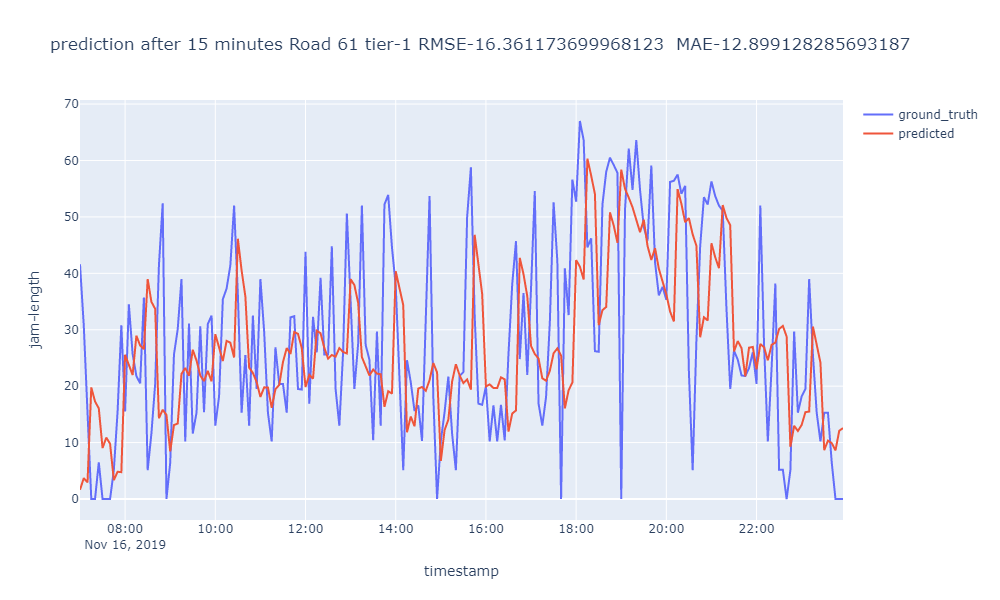 prediction after 15 minutes Road 61 tier-1 RMSE-16.361173699968123  MAE-12.899128285693187
ground_truth
predicted
70
60
50
40
30
20
10
0
jam-length
08:00
10:00
12:00
14:00
16:00
18:00
20:00
22:00
Nov 16, 2019
timestamp